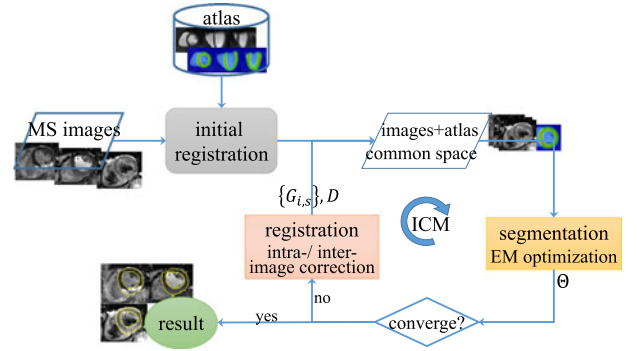 atlas
MS images
initial
registration
images+atlas
common space
{G_{i,s}}, D
ICM
registration
intra-/ inter-
image correction
segmentation
EM optimization
Θ
no
yes
converge?
result